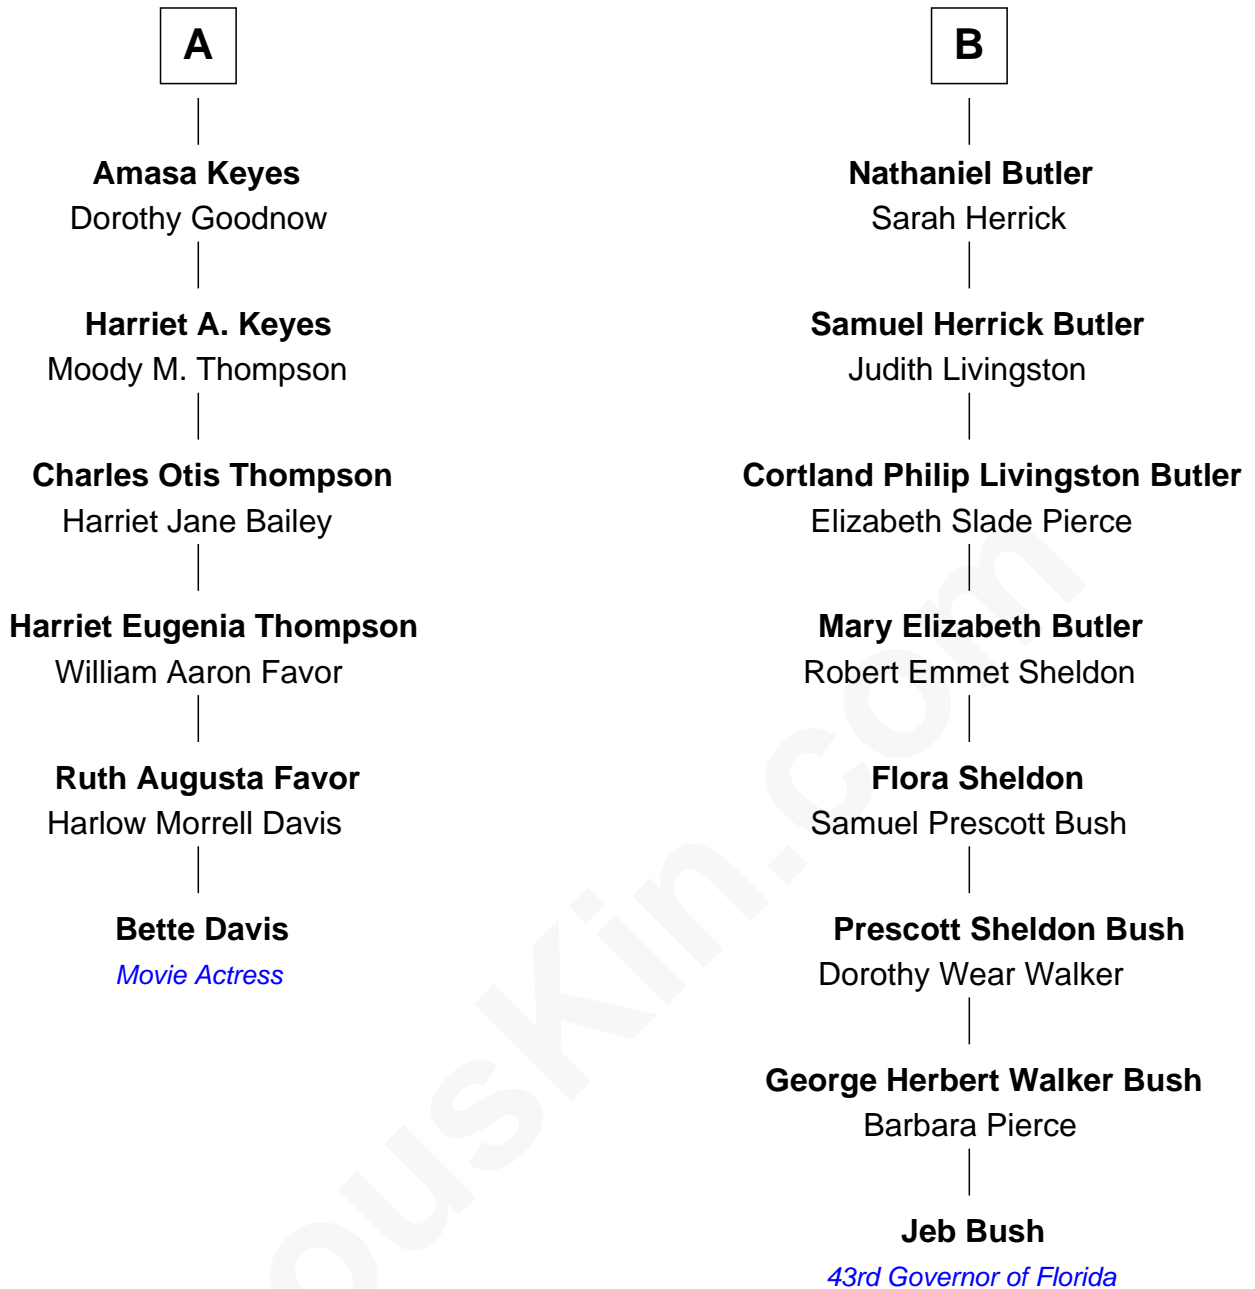 A
Amasa Keyes
Dorothy Goodnow
Harriet A. Keyes
Moody M. Thompson
Charles Otis Thompson
Harriet Jane Bailey
Harriet Eugenia Thompson
William Aaron Favor
Ruth Augusta Favor
Harlow Morrell Davis
Bette Davis
Movie Actress
B
Nathaniel Butler
Sarah Herrick
Samuel Herrick Butler
Judith Livingston
Cortland Philip Livingston Butler
Elizabeth Slade Pierce
Mary Elizabeth Butler
Robert Emmet Sheldon
Flora Sheldon
Samuel Prescott Bush
Prescott Sheldon Bush
Dorothy Wear Walker
George Herbert Walker Bush
Barbara Pierce
Jeb Bush
43rd Governor of Florida
ousKin.com